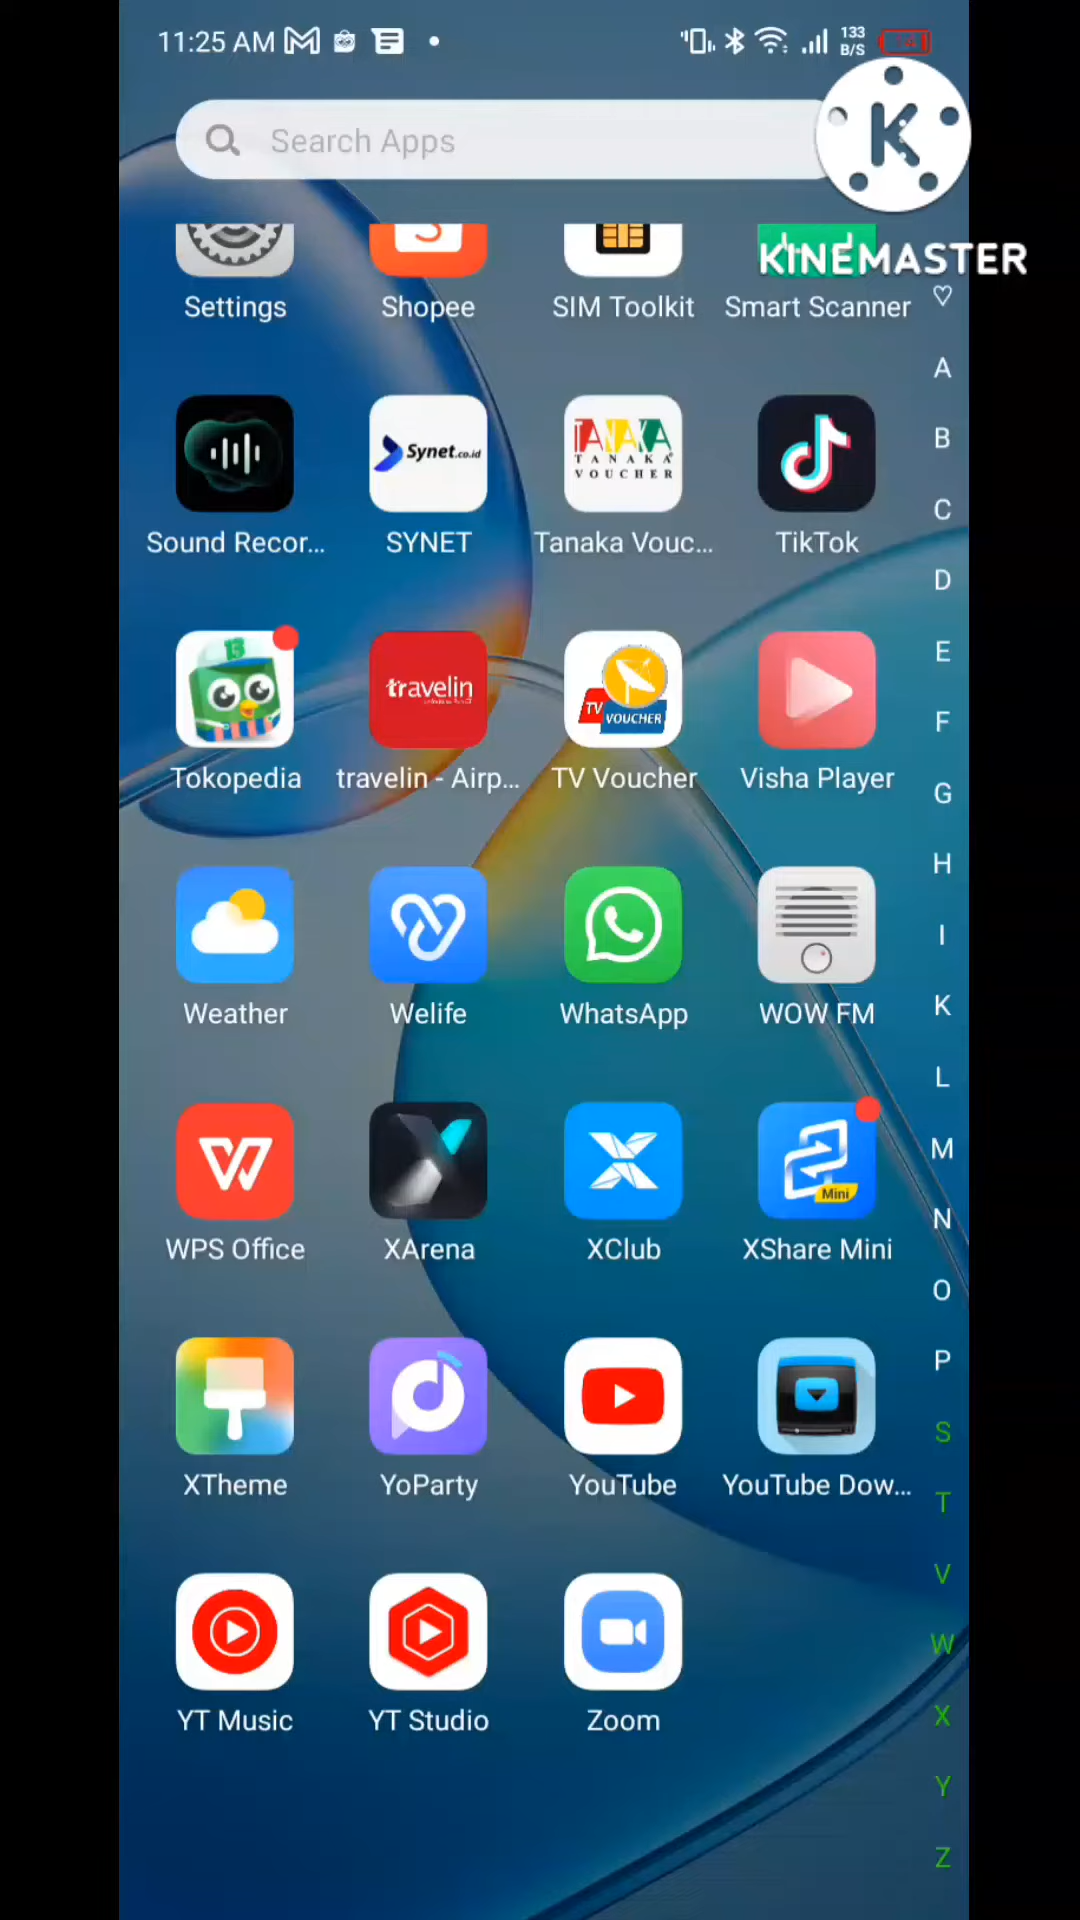 11:25 AM
133
B/S
Search Apps
K
KINEMASTER
Settings
Shopee
SIM Toolkit
Smart Scanner
A
Synet.co.id
TANAKA
TANAKA
VOUCHER
B
C
Sound Recor...
SYNET
Tanaka Vouc...
TikTok
D
E
travelin
TV
VOUCHER
F
Tokopedia
travelin - Airp...
TV Voucher
Visha Player
G
H
I
Weather
Welife
WhatsApp
WOW FM
K
L
M
Mini
N
WPS Office
XArena
XClub
XShare Mini
O
P
S
XTheme
YoParty
YouTube
YouTube Dow...
T
V
W
YT Music
YT Studio
Zoom
X
Y
Z